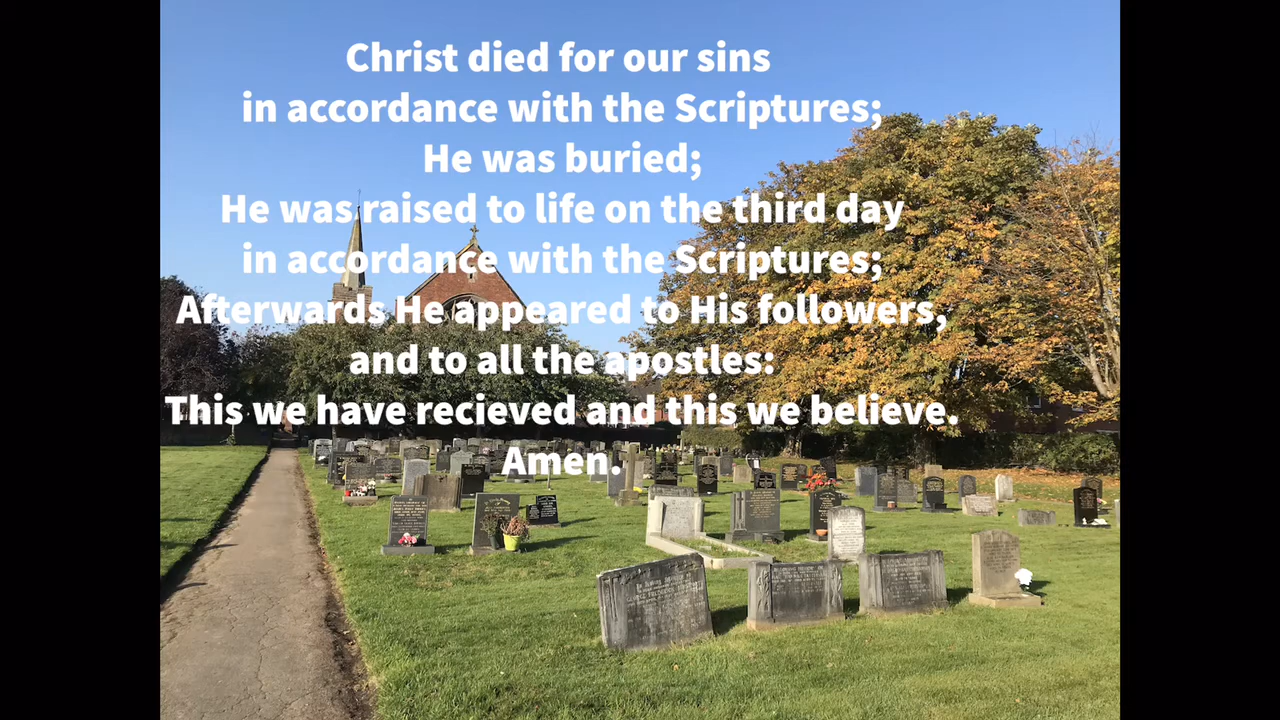 Christ died for our sins
in accordance with the Scriptures;
He was buried;
He was raised to life on the third day
in accordance with the Scriptures;
Afterwards He appeared to His followers,
and to all the apostles:
This we have recieved and this we believe.
Amen.